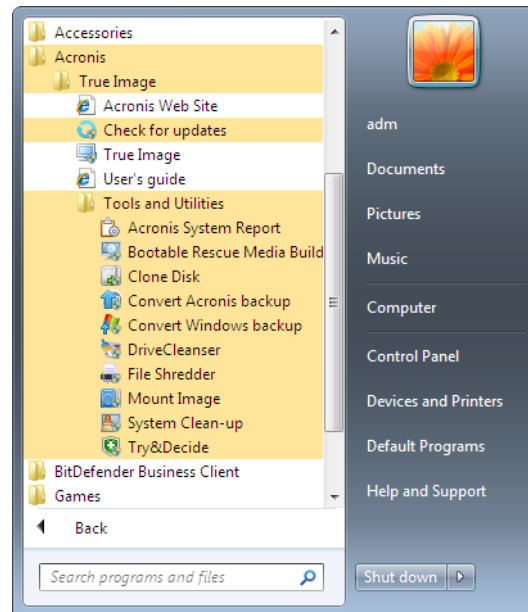 Accessories
Acronis
True Image
Acronis Web Site
Check for updates
True Image
User's guide
Tools and Utilities
Acronis System Report
Bootable Rescue Media Build
Clone Disk
Convert Acronis backup
Convert Windows backup
DriveCleanser
File Shredder
Mount Image
System Clean-up
Try&Decide
BitDefender Business Client
Games
Back
Search programs and files
adm
Documents
Pictures
Music
Computer
Control Panel
Devices and Printers
Default Programs
Help and Support
Shut down